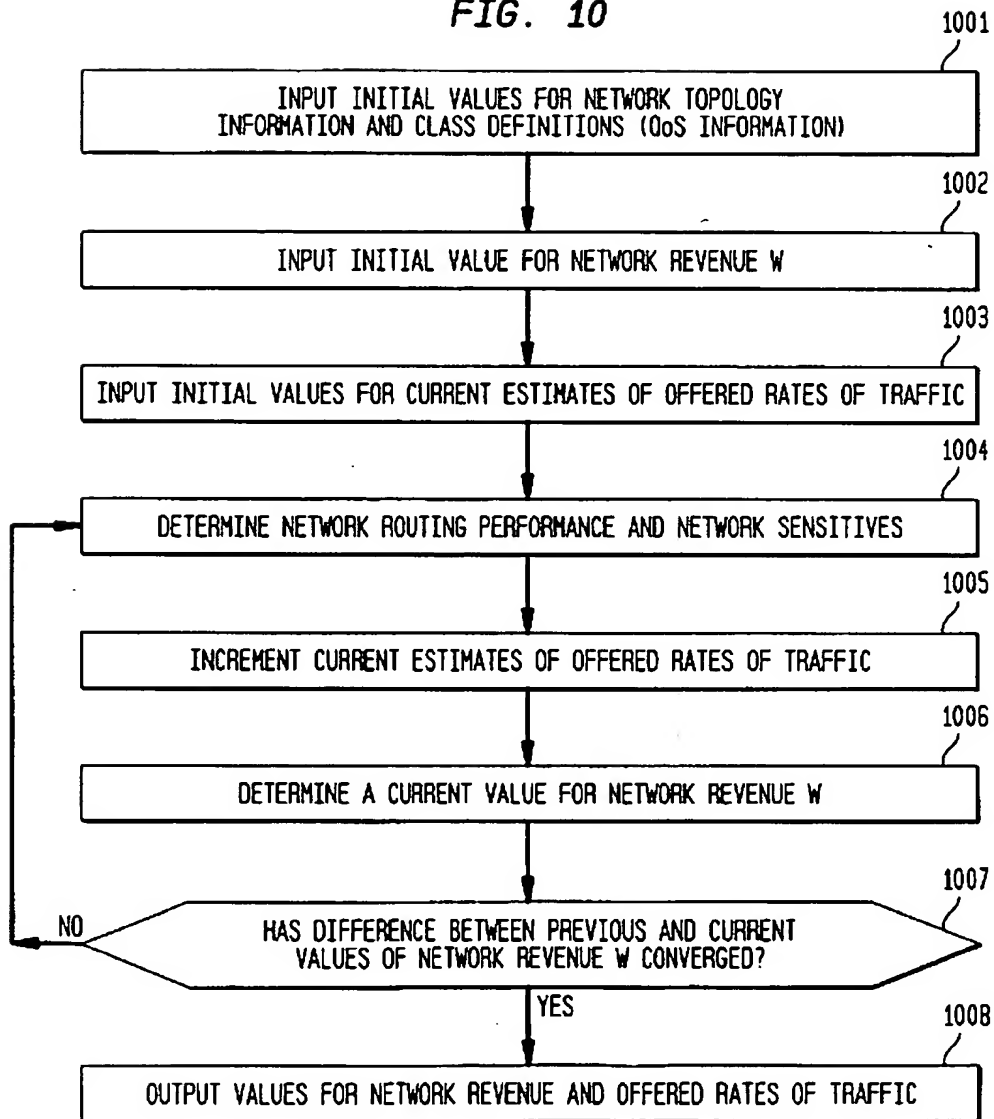 FIG. 10
1001
INPUT INITIAL VALUES FOR NETWORK TOPOLOGY
INFORMATION AND CLASS DEFINITIONS (QoS INFORMATION)
1002
INPUT INITIAL VALUE FOR NETWORK REVENUE W
1003
INPUT INITIAL VALUES FOR CURRENT ESTIMATES OF OFFERED RATES OF TRAFFIC
1004
DETERMINE NETWORK ROUTING PERFORMANCE AND NETWORK SENSITIVES
1005
INCREMENT CURRENT ESTIMATES OF OFFERED RATES OF TRAFFIC
1006
DETERMINE A CURRENT VALUE FOR NETWORK REVENUE W
1007
NO
HAS DIFFERENCE BETWEEN PREVIOUS AND CURRENT
VALUES OF NETWORK REVENUE W CONVERGED?
YES
1008
OUTPUT VALUES FOR NETWORK REVENUE AND OFFERED RATES OF TRAFFIC